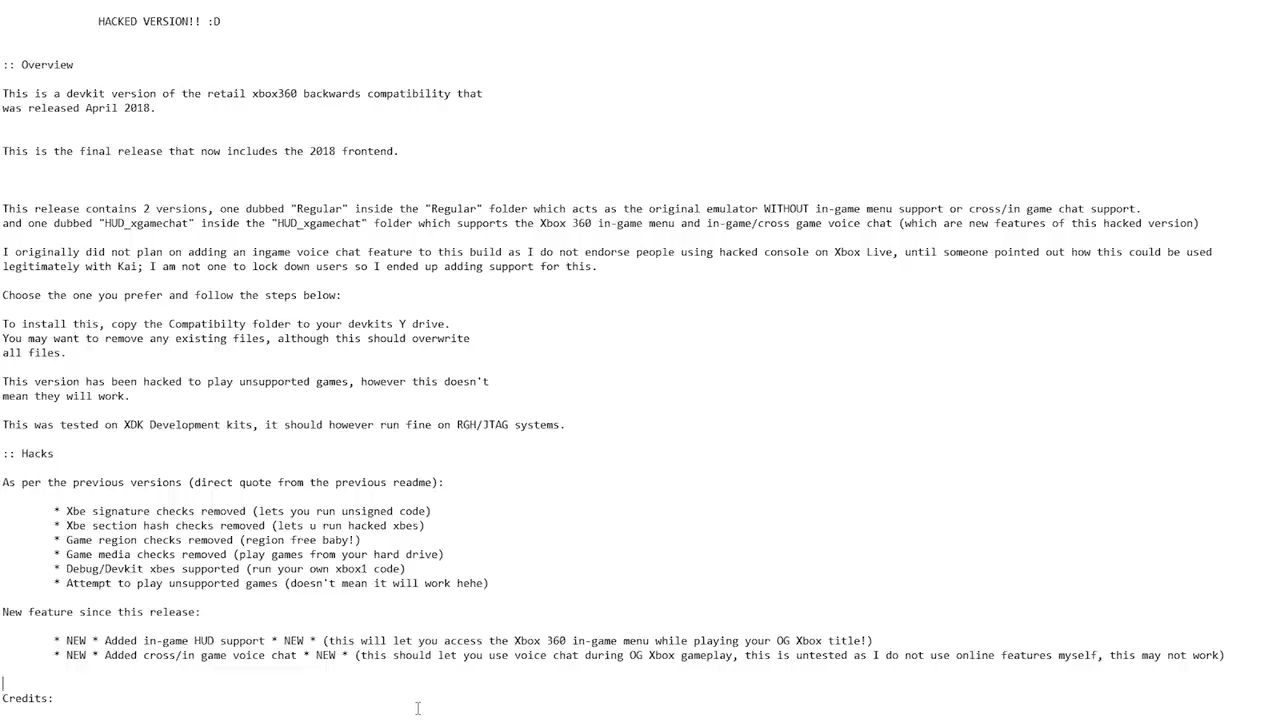 HACKED VERSION!! :D
:: Overview
This is a devkit version of the retail xbox360 backwards compatibility that
was released April 2018.
This is the final release that now includes the 2018 frontend.
This release contains 2 versions, one dubbed "Regular" inside the "Regular" folder which acts as the original emulator WITHOUT in-game menu support or cross/in game chat support.
and one dubbed "HUD_xgamechat" inside the "HUD_xgamechat" folder which supports the Xbox 360 in-game menu and in-game/cross game voice chat (which are new features of this hacked version)
I originally did not plan on adding an ingame voice chat feature to this build as I do not endorse people using hacked console on Xbox Live, until someone pointed out how this could be used
legitimately with Kai; I am not one to lock down users so I ended up adding support for this.
Choose the one you prefer and follow the steps below:
To install this, copy the Compatibilty folder to your devkits Y drive.
You may want to remove any existing files, although this should overwrite
all files.
This version has been hacked to play unsupported games, however this doesn't
mean they will work.
This was tested on XDK Development kits, it should however run fine on RGH/JTAG systems.
:: Hacks
As per the previous versions (direct quote from the previous readme):
* Xbe signature checks removed (lets you run unsigned code)
* Xbe section hash checks removed (lets u run hacked xbes)
* Game region checks removed (region free baby!)
* Game media checks removed (play games from your hard drive)
* Debug/Devkit xbes supported (run your own xbox1 code)
* Attempt to play unsupported games (doesn't mean it will work hehe)
New feature since this release:
* NEW * Added in-game HUD support * NEW * (this will let you access the Xbox 360 in-game menu while playing your OG Xbox title!)
* NEW * Added cross/in game voice chat * NEW * (this should let you use voice chat during OG Xbox gameplay, this is untested as I do not use online features myself, this may not work)
Credits: